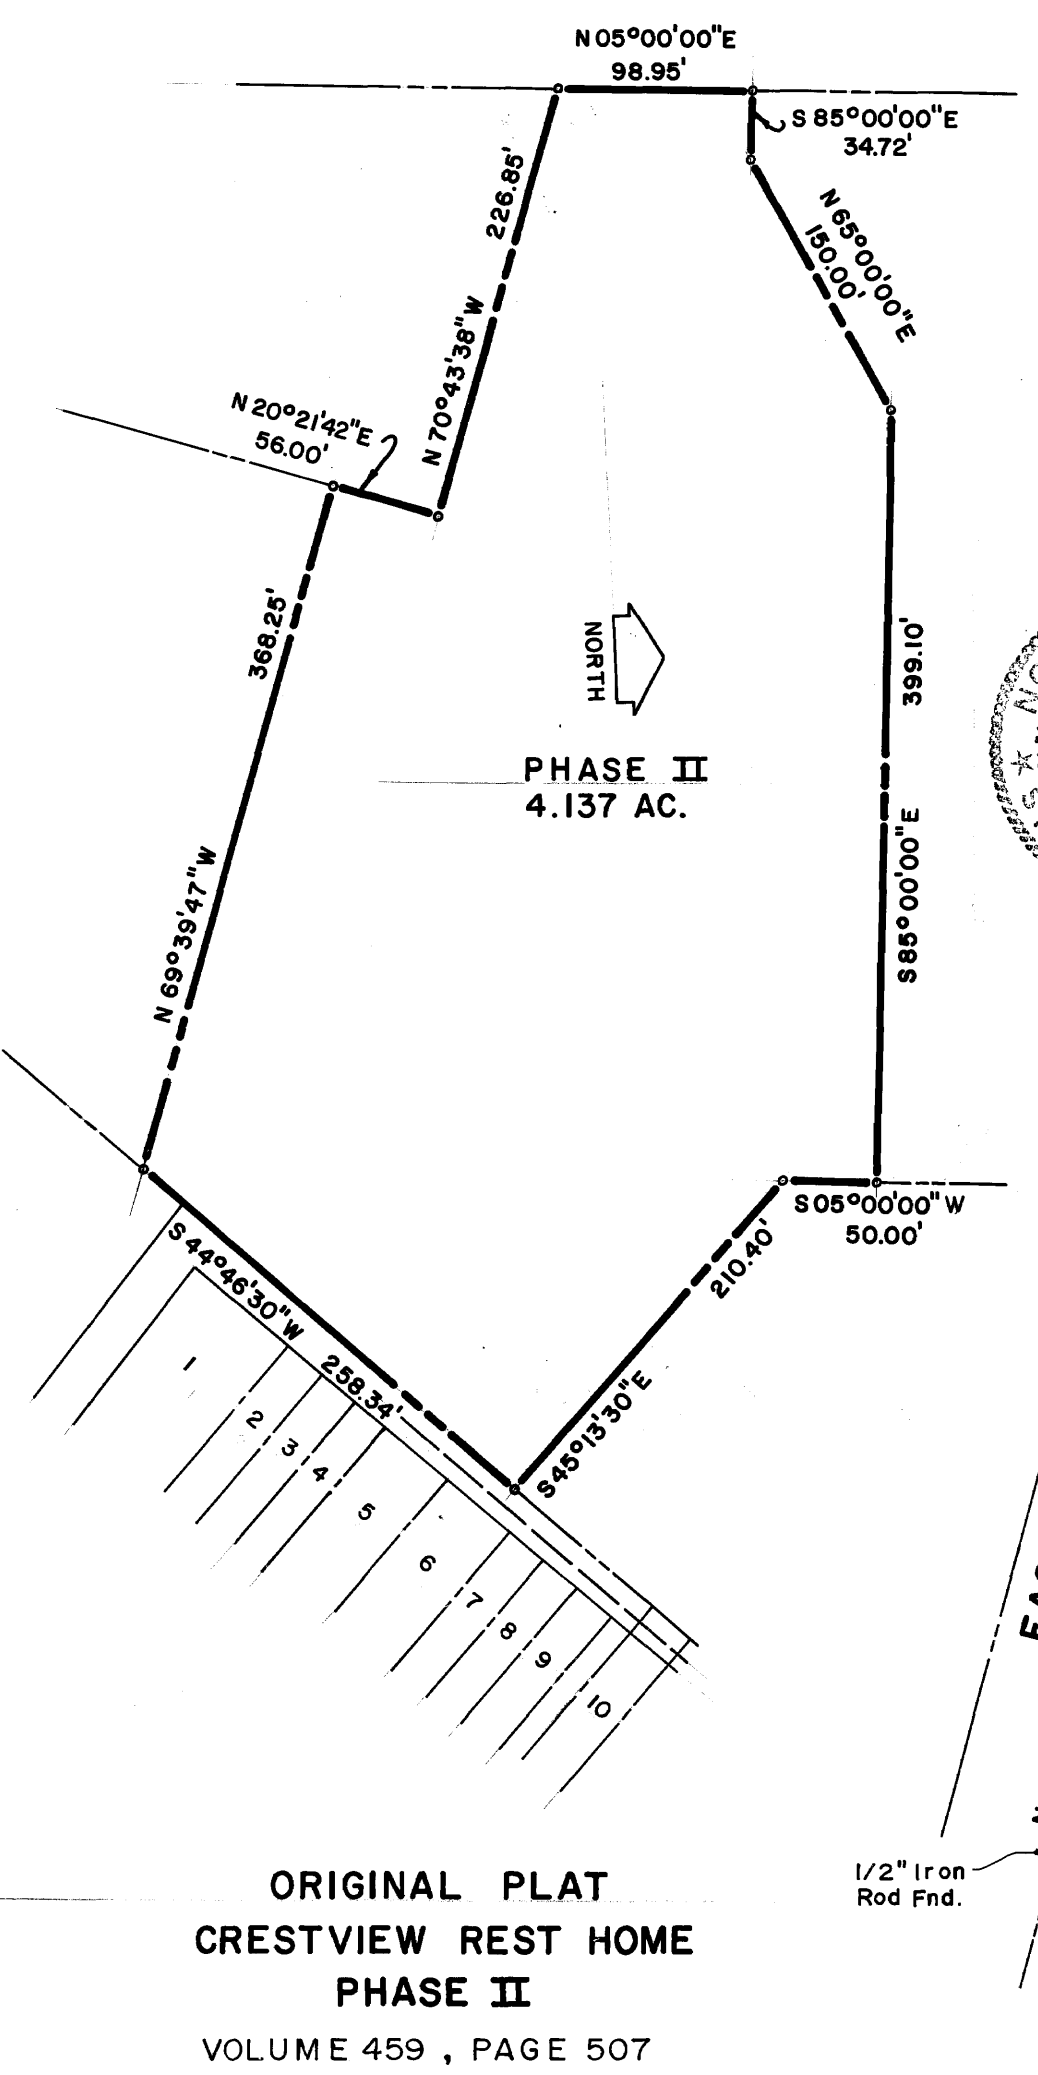 N 05°00'00"E
98.95'
S 85°00'00"E
34.72'
N 65°00'00"E
150.00'
226.85'
N 70°43'38"W
N 20°21'42"E
56.00'
368.25'
N 69°39'47"W
NORTH
PHASE II
4.137 AC.
399.10'
S 85°00'00"E
S 05°00'00"W
50.00'
210.40'
S 45°13'30"E
S 44°46'30"W
258.34'
1
2
3
4
5
6
7
8
9
10
1/2" Iron
Rod Fnd.
ORIGINAL PLAT
CRESTVIEW REST HOME
PHASE II
VOLUME 459 , PAGE 507